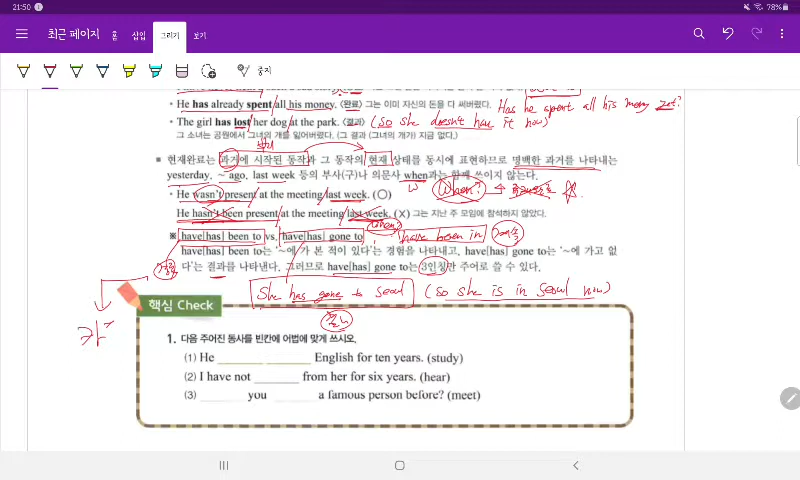 21:50
78%
최근 페이지 홈 삽입 그리기 보기
중지
· He has already spent all his money. (완료) 그는 이미 자신의 돈을 다 써버렸다. Has he spent all his money yet?
· The girl has lost her dog at the park. (결과) (so she doesn't have it now)
그 소녀는 공원에서 그녀의 개를 잃어버렸다. (그 결과 (그녀의 개가) 지금 없다.)
※ 현재완료는 과거에 시작된 동작과 그 동작의 현재 상태를 동시에 표현하므로 명백한 과거를 나타내는
yesterday, ~ ago, last week 등의 부사(구)나 의문사 when과는 함께 쓰이지 않는다.
When?
· He wasn't present at the meeting last week. (○)
He hasn't been present at the meeting last week. (X) 그는 지난 주 모임에 참석하지 않았다.
※ have[has] been to vs. have[has] gone to have been in
have[has] been to는 '~에 가 본 적이 있다'는 경험을 나타내고, have[has] gone to는 '~에 가고 없
다'는 결과를 나타낸다. 그러므로 have[has] gone to는 3인칭만 주어로 쓸 수 있다.
She has gone to Seoul (so she is in Seoul now)
핵심 Check
1. 다음 주어진 동사를 빈칸에 어법에 맞게 쓰시오.
(1) He ________ ________ English for ten years. (study)
(2) I have not ________ from her for six years. (hear)
(3) ________ you ________ a famous person before? (meet)